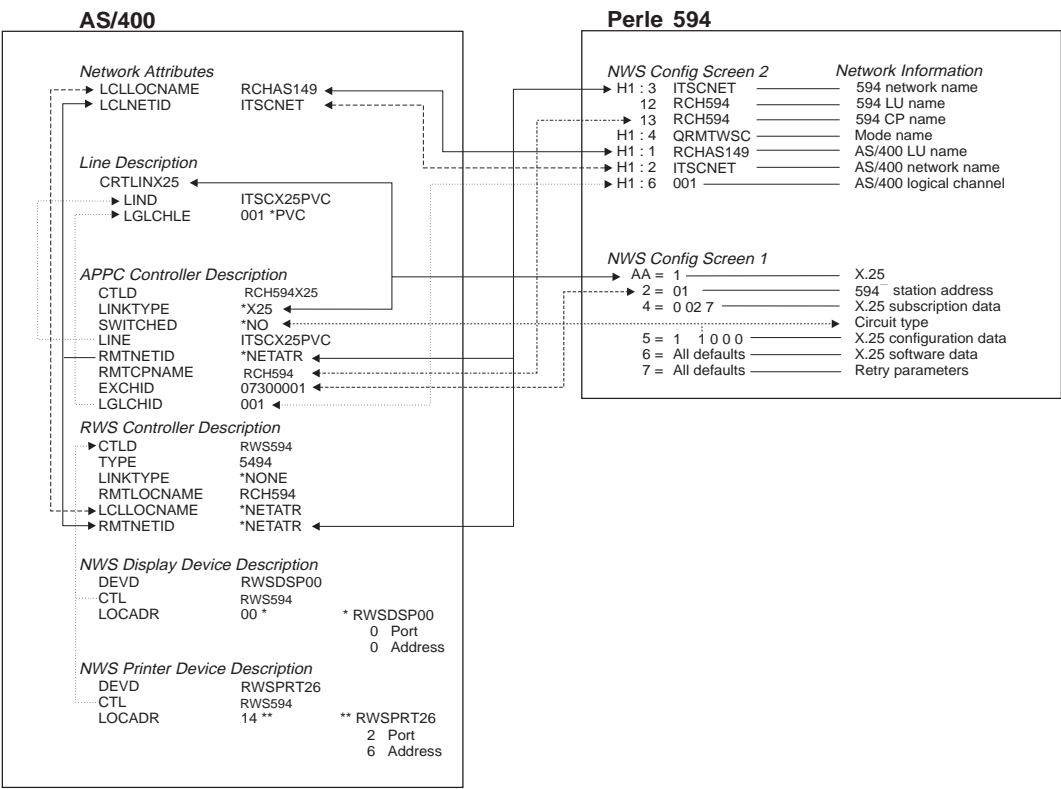 AS/400
Network Attributes
LCLLOCNAME RCHAS149
LCLNETID ITSCNET
Line Description
CRTLINX25
LIND ITSCX25PVC
LGLCHLE 001 *PVC
APPC Controller Description
CTLD RCH594X25
LINKTYPE *X25
SWITCHED *NO
LINE ITSCX25PVC
RMTNETID *NETATR
RMTCPNAME RCH594
EXCHID 07300001
LGLCHID 001
RWS Controller Description
CTLD RWS594
TYPE 5494
LINKTYPE *NONE
RMTLOCNAME RCH594
LCLLOCNAME *NETATR
RMTNETID *NETATR
NWS Display Device Description
DEVD RWSDSP00
CTL RWS594
LOCADR 00 * * RWSDSP00
0 Port
0 Address
NWS Printer Device Description
DEVD RWSPRT26
CTL RWS594
LOCADR 14 ** ** RWSPRT26
2 Port
6 Address
Perle 594
NWS Config Screen 2 Network Information
H1 : 3 ITSCNET 594 network name
12 RCH594 594 LU name
13 RCH594 594 CP name
H1 : 4 QRMTWSC Mode name
H1 : 1 RCHAS149 AS/400 LU name
H1 : 2 ITSCNET AS/400 network name
H1 : 6 001 AS/400 logical channel
NWS Config Screen 1
AA = 1 X.25
2 = 01 594 station address
4 = 0 02 7 X.25 subscription data
Circuit type
5 = 1 1 0 0 0 X.25 configuration data
6 = All defaults X.25 software data
7 = All defaults Retry parameters